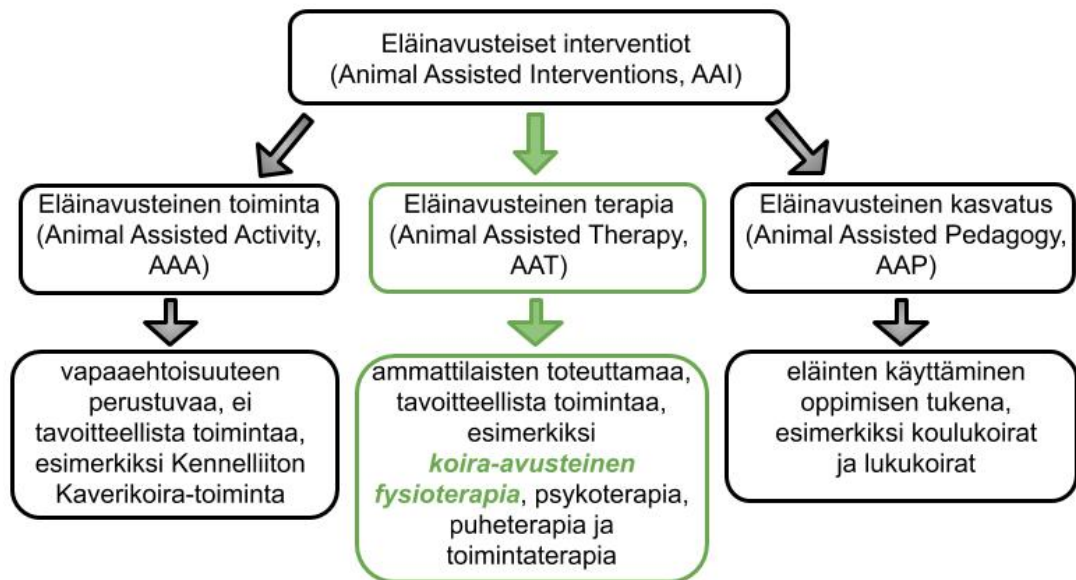 Eläinavusteiset interventiot
(Animal Assisted Interventions, AAI)
Eläinavusteinen toiminta
(Animal Assisted Activity,
AAA)
Eläinavusteinen terapia
(Animal Assisted Therapy,
AAT)
Eläinavusteinen kasvatus
(Animal Assisted Pedagogy,
AAP)
vapaaehtoisuuteen
perustuvaa, ei
tavoitteellista toimintaa,
esimerkiksi Kennelliiton
Kaverikoira-toiminta
ammattilaisten toteuttamaa,
tavoitteellista toimintaa,
esimerkiksi
koira-avusteinen
fysioterapia, psykoterapia,
puheterapia ja
toimintaterapia
eläinten käyttäminen
oppimisen tukena,
esimerkiksi koulukoirat
ja lukukoirat